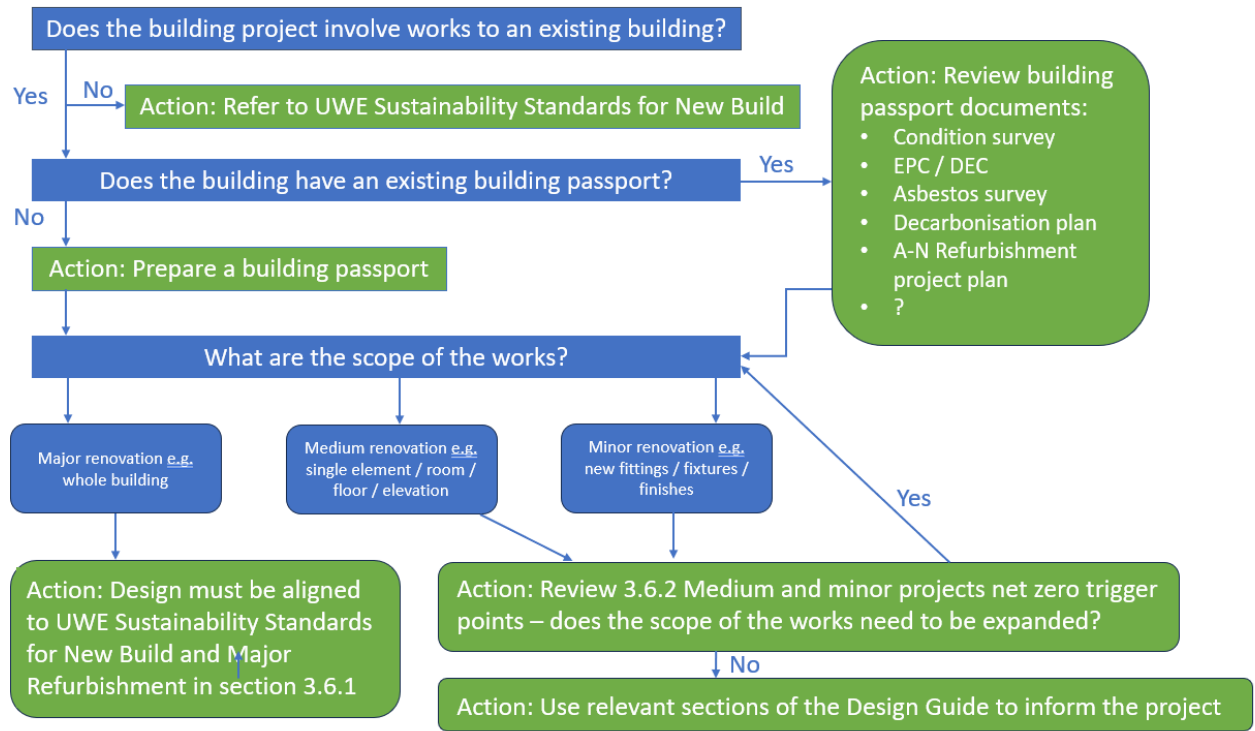 Does the building project involve works to an existing building?
Yes
No
Action: Refer to UWE Sustainability Standards for New Build
Does the building have an existing building passport?
Yes
Action: Review building
passport documents:
• Condition survey
• EPC / DEC
• Asbestos survey
• Decarbonisation plan
• A-N Refurbishment
project plan
• ?
No
Action: Prepare a building passport
What are the scope of the works?
Major renovation e.g.
whole building
Medium renovation e.g.
single element / room /
floor / elevation
Minor renovation e.g.
new fittings / fixtures /
finishes
Yes
Action: Design must be aligned
to UWE Sustainability Standards
for New Build and Major
Refurbishment in section 3.6.1
Action: Review 3.6.2 Medium and minor projects net zero trigger
points – does the scope of the works need to be expanded?
No
Action: Use relevant sections of the Design Guide to inform the project